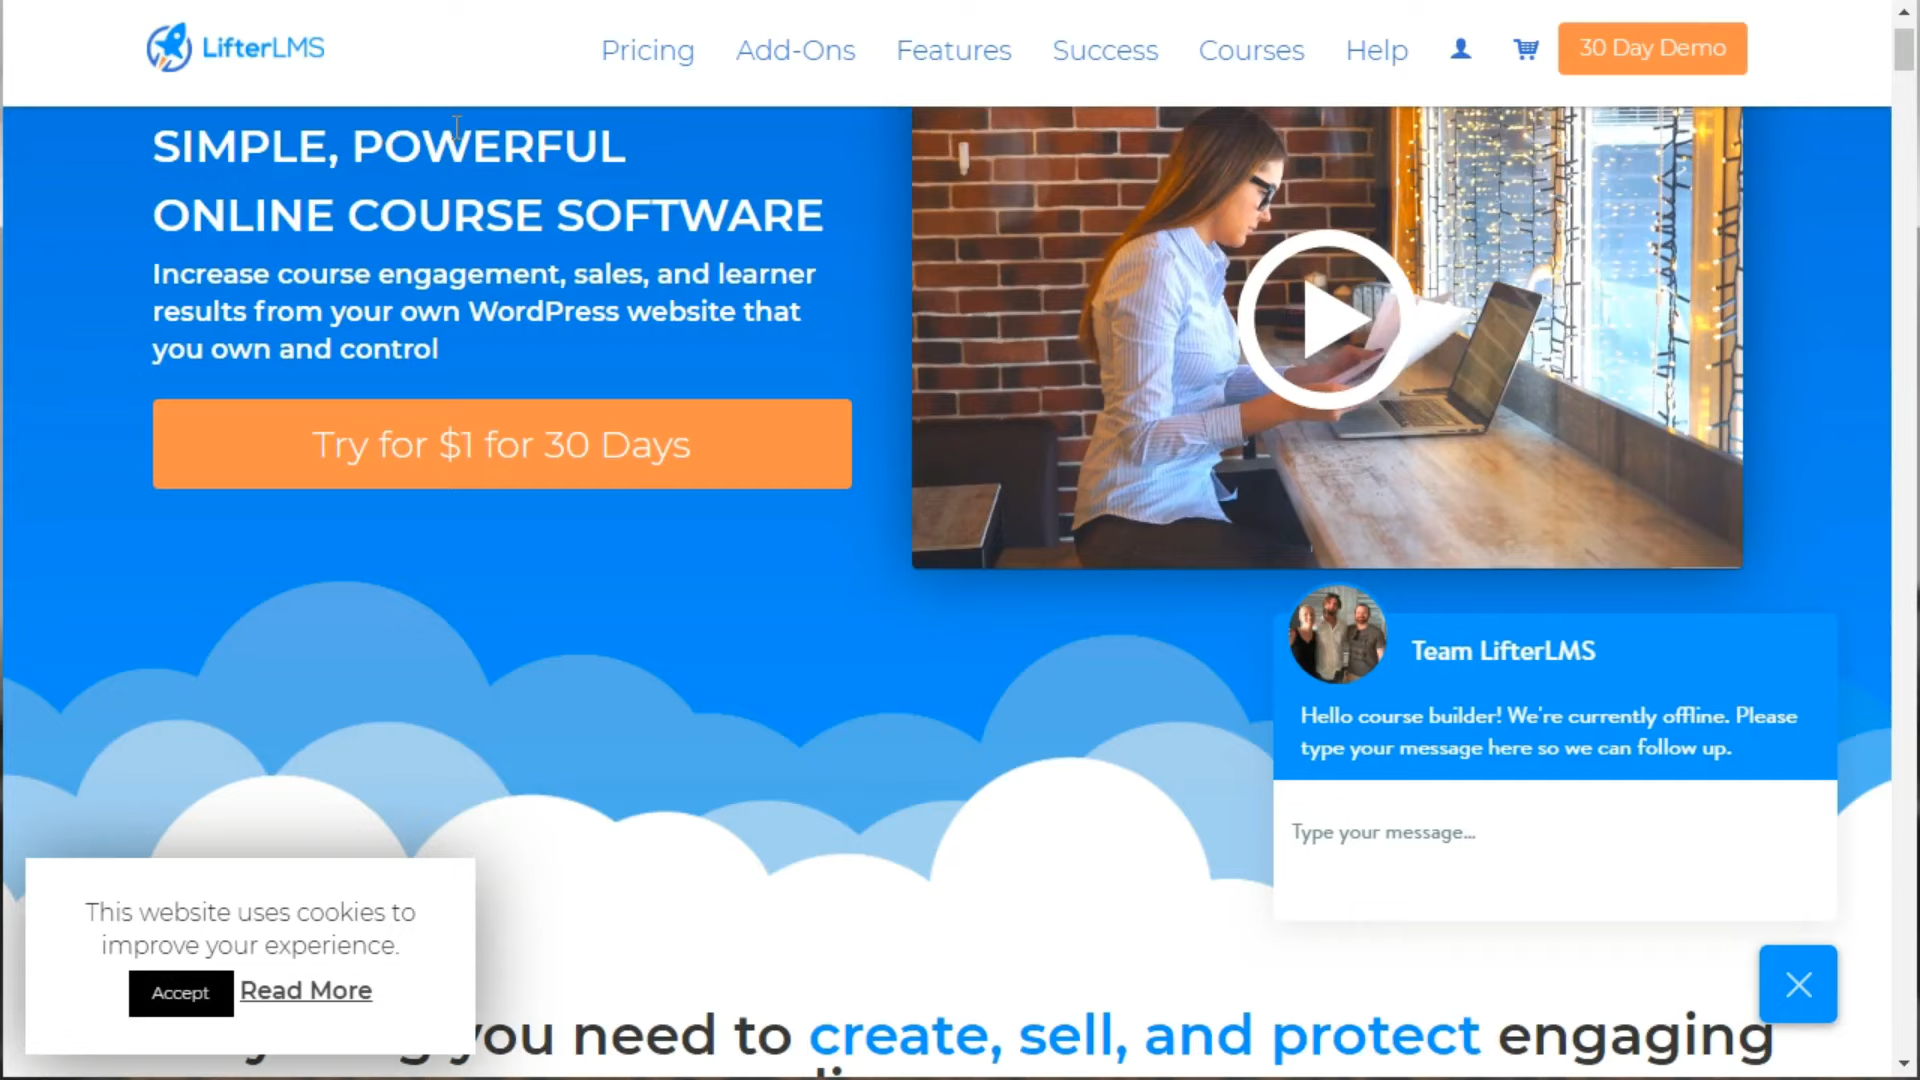 LifterLMS
Pricing
Add-Ons
Features
Success
Courses
Help
30 Day Demo
SIMPLE, POWERFUL
ONLINE COURSE SOFTWARE
Increase course engagement, sales, and learner
results from your own WordPress website that
you own and control
Try for $1 for 30 Days
Team LifterLMS
Hello course builder! We're currently offline. Please
type your message here so we can follow up.
Type your message...
This website uses cookies to
improve your experience.
Accept Read More
you need to create, sell, and protect engaging